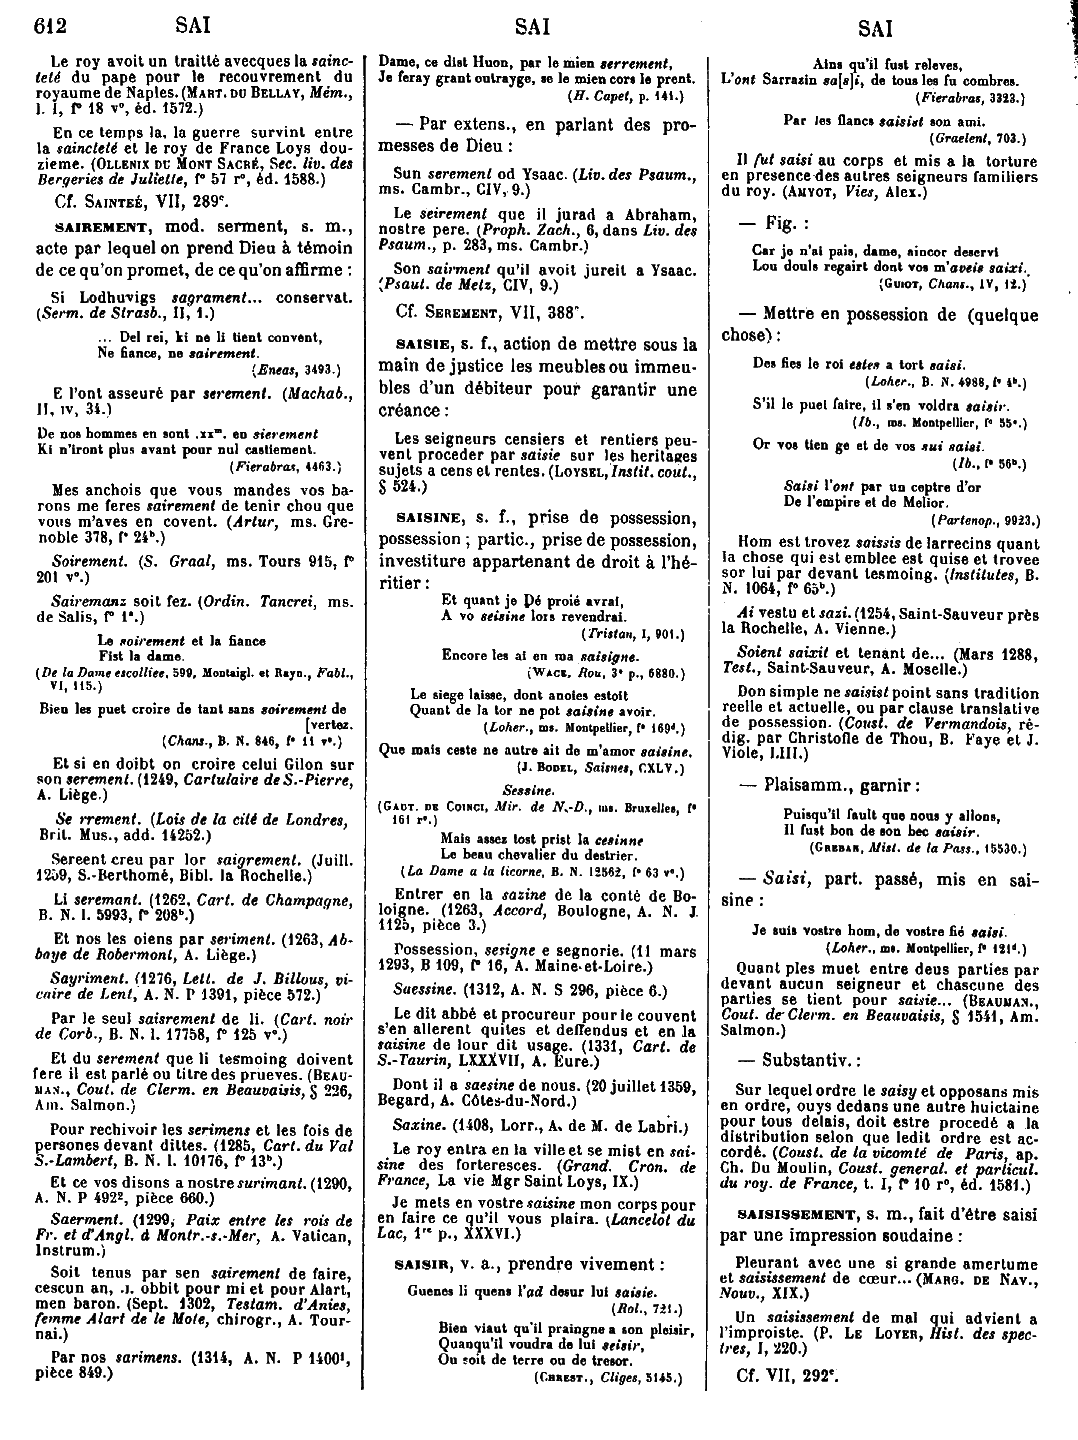 612 SAI SAI SAI
Le roy avoit un traitté avecques la sainc-
teté du pape pour le recouvrement du
royaume de Naples. (MART. DU BELLAY, Mém.,
l. I, f° 18 v°, éd. 1572.)
En ce temps la, la guerre survint entre
la saincteté et le roy de France Loys dou-
zieme. (OLLENIX DU MONT SACRÉ, Sec. liv. des
Bergeries de Juliette, f° 57 r°, éd. 1588.)
Cf. SAINTEÉ, VII, 289ᶜ.
SAIREMENT, mod. serment, s. m.,
acte par lequel on prend Dieu à témoin
de ce qu'on promet, de ce qu'on affirme :
Si Lodhuvigs sagrament... conservat.
(Serm. de Strasb., II, 1.)
... Del rei, ki ne li tient convent,
Ne fiance, ne sairement.
(Eneas, 3493.)
E l'ont asseuré par serement. (Machab.,
II, IV, 34.)
De nos hommes en sont .xxᵐ. en sierement
Ki n'iront plus avant pour nul castiement.
(Fierabras, 4463.)
Mes anchois que vous mandes vos ba-
rons me feres sairement de tenir chou que
vous m'aves en covent. (Artur, ms. Gre-
noble 378, f° 24ᵇ.)
Soirement. (S. Graal, ms. Tours 915, f°
201 v°.)
Sairemanz soit fez. (Ordin. Tancrei, ms.
de Salis, f° 1ᵃ.)
Le soirement et la fiance
Fist la dame.
(De la Dame escolliee, 599, Montaigl. et Rayn., Fabl.,
VI, 115.)
Bien les puet croire de tant sans soirement de
[vertez.
(Chans., B. N. 846, f° 11 v°.)
Et si en doibt on croire celui Gilon sur
son serement. (1249, Cartulaire de S.-Pierre,
A. Liège.)
Se rrement. (Lois de la cité de Londres,
Brit. Mus., add. 14252.)
Sereent creu par lor saigrement. (Juill.
1259, S.-Berthomé, Bibl. la Rochelle.)
Li seremant. (1262, Cart. de Champagne,
B. N. l. 5993, f° 208ᵇ.)
Et nos les oiens par seriment. (1263, Ab-
baye de Robermont, A. Liège.)
Sayriment. (1276, Lett. de J. Billous, vi-
caire de Lent, A. N. P 1391, pièce 572.)
Par le seul saisrement de li. (Cart. noir
de Corb., B. N. l. 17758, f° 125 v°.)
Et du serement que li tesmoing doivent
fere il est parlé ou titre des prueves. (BEAU-
MAN., Cout. de Clerm. en Beauvaisis, § 226,
Am. Salmon.)
Pour rechivoir les serimens et les fois de
persones devant dittes. (1285, Cart. du Val
S.-Lambert, B. N. l. 10176, f° 13ᵇ.)
Et ce vos disons a nostre surimant. (1290,
A. N. P 492², pièce 660.)
Saerment. (1299, Paix entre les rois de
Fr. et d'Angl. à Montr.-s.-Mer, A. Vatican,
Instrum.)
Soit tenus par sen sairement de faire,
cescun an, .J. obbit pour mi et pour Alart,
men baron. (Sept. 1302, Testam. d'Anies,
femme Alart de le Mote, chirogr., A. Tour-
nai.)
Par nos sarimens. (1314, A. N. P 1400¹,
pièce 849.)
Dame, ce dist Huon, par le mien serrement,
Je feray grant outrayge, se le mien cors le prent.
(H. Capet, p. 141.)
— Par extens., en parlant des pro-
messes de Dieu :
Sun serement od Ysaac. (Liv. des Psaum.,
ms. Cambr., CIV, 9.)
Le seirement que il jurad a Abraham,
nostre pere. (Proph. Zach., 6, dans Liv. des
Psaum., p. 283, ms. Cambr.)
Son sairment qu'il avoit jureit a Ysaac.
(Psaut. de Metz, CIV, 9.)
Cf. SEREMENT, VII, 388ᶜ.
SAISIE, s. f., action de mettre sous la
main de justice les meubles ou immeu-
bles d'un débiteur pour garantir une
créance :
Les seigneurs censiers et rentiers peu-
vent proceder par saisie sur les heritages
sujets a cens et rentes. (LOYSEL, Instit. cout.,
§ 524.)
SAISINE, s. f., prise de possession,
possession ; partic., prise de possession,
investiture appartenant de droit à l'hé-
ritier :
Et quant je Dé proié avrai,
A vo seisine lors revendrai.
(Tristan, I, 901.)
Encore les ai en ma saisigne.
(WACE, Rou, 3ᵉ p., 6880.)
Le siege laisse, dont anoies estoit
Quant de la tor ne pot saisine avoir.
(Loher., ms. Montpellier, f° 169ᵈ.)
Que mais ceste ne autre ait de m'amor saisine.
(J. BODEL, Saisnes, CXLV.)
Sessine.
(GAUT. DE COINCI, Mir. de N.-D., ms. Bruxelles, f°
161 r°.)
Mais assez tost prist la cesinne
Le beau chevalier du destrier.
(La Dame a la licorne, B. N. 12562, f° 63 v°.)
Entrer en la sazine de la conté de Bo-
loigne. (1263, Accord, Boulogne, A. N. J.
1125, pièce 3.)
Possession, sesigne e segnorie. (11 mars
1293, B 109, f° 16, A. Maine-et-Loire.)
Suessine. (1312, A. N. S 296, pièce 6.)
Le dit abbé et procureur pour le couvent
s'en allerent quites et deffendus et en la
saisine de lour dit usage. (1331, Cart. de
S.-Taurin, LXXXVII, A. Eure.)
Dont il a saesine de nous. (20 juillet 1359,
Begard, A. Côtes-du-Nord.)
Saxine. (1408, Lorr., A. de M. de Labri.)
Le roy entra en la ville et se mist en sai-
sine des forteresces. (Grand. Cron. de
France, La vie Mgr Saint Loys, IX.)
Je mets en vostre saisine mon corps pour
en faire ce qu'il vous plaira. (Lancelot du
Lac, 1ʳᵉ p., XXXVI.)
SAISIR, v. a., prendre vivement :
Guenes li quens l'ad desur lui saisie.
(Rol., 721.)
Bien viaut qu'il praingne a son pleisir,
Quanqu'il voudra de lui seisir,
Ou soit de terre ou de tresor.
(CHREST., Cliges, 5145.)
Ains qu'il fust releves,
L'ont Sarrasin sa[s]i, de tous les fu combres.
(Fierabras, 3323.)
Par les flancs saisist son ami.
(Graelent, 703.)
Il fut saisi au corps et mis a la torture
en presence des autres seigneurs familiers
du roy. (AMYOT, Vies, Alex.)
— Fig. :
Car je n'ai pais, dame, aincor deservi
Lou douls regairt dont vos m'aveis saixi.
(GUIOT, Chans., IV, 12.)
— Mettre en possession de (quelque
chose) :
Des fies le roi estes a tort saisi.
(Loher., B. N. 4988, f° 4ᵇ.)
S'il le puet faire, il s'en voldra saisir.
(Ib., ms. Montpellier, f° 55ᵃ.)
Or vos tien ge et de vos sui saisi.
(Ib., f° 56ᵇ.)
Saisi l'ont par un ceptre d'or
De l'empire et de Melior.
(Partenop., 9923.)
Hom est trovez saissis de larrecins quant
la chose qui est emblee est quise et trovee
sor lui par devant tesmoing. (Institutes, B.
N. 1064, f° 65ᵇ.)
Ai vestu et sazi. (1254, Saint-Sauveur près
la Rochelle, A. Vienne.)
Soient saixit et tenant de... (Mars 1288,
Test., Saint-Sauveur, A. Moselle.)
Don simple ne saisist point sans tradition
reelle et actuelle, ou par clause translative
de possession. (Coust. de Vermandois, ré-
dig. par Christofle de Thou, B. Faye et J.
Viole, LIII.)
— Plaisamm., garnir :
Puisqu'il fault que nous y allons,
Il fust bon de son bec saisir.
(GREBAN, Mist. de la Pass., 15530.)
— Saisi, part. passé, mis en sai-
sine :
Je suis vostre hom, de vostre fié saisi.
(Loher., ms. Montpellier, f° 121ᵈ.)
Quant ples muet entre deus parties par
devant aucun seigneur et chascune des
parties se tient pour saisie... (BEAUMAN.,
Cout. de Clerm. en Beauvaisis, § 1541, Am.
Salmon.)
— Substantiv. :
Sur lequel ordre le saisy et opposans mis
en ordre, ouys dedans une autre huictaine
pour tous delais, doit estre procedé a la
distribution selon que ledit ordre est ac-
cordé. (Coust. de la vicomté de Paris, ap.
Ch. Du Moulin, Coust. general. et particul.
du roy. de France, t. I, f° 10 r°, éd. 1581.)
SAISISSEMENT, s. m., fait d'être saisi
par une impression soudaine :
Pleurant avec une si grande amertume
et saisissement de cœur... (MARG. DE NAV.,
Nouv., XIX.)
Un saisissement de mal qui advient a
l'improiste. (P. LE LOYER, Hist. des spec-
tres, I, 220.)
Cf. VII, 292ᶜ.